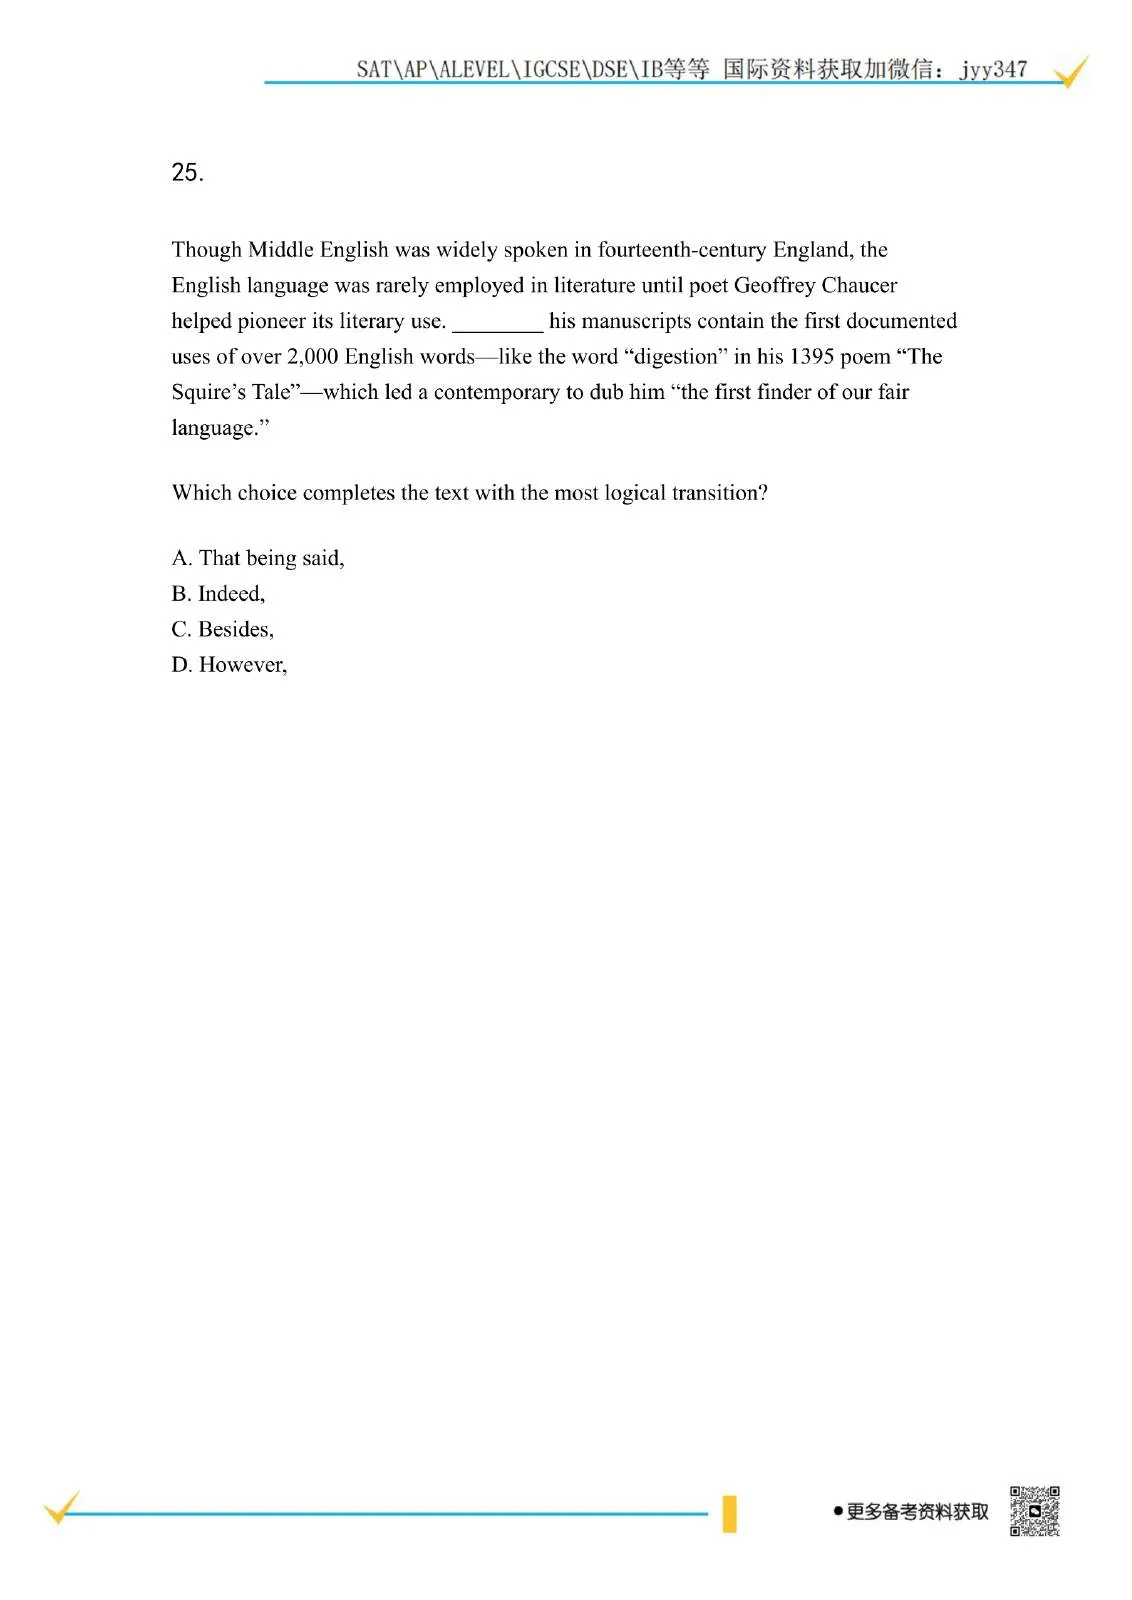 SAT\AP\ALEVEL\IGCSE\DSE\IB等等 国际资料获取加微信：jyy347
25.
Though Middle English was widely spoken in fourteenth-century England, the
English language was rarely employed in literature until poet Geoffrey Chaucer
helped pioneer its literary use. ________ his manuscripts contain the first documented
uses of over 2,000 English words—like the word “digestion” in his 1395 poem “The
Squire’s Tale”—which led a contemporary to dub him “the first finder of our fair
language.”
Which choice completes the text with the most logical transition?
A. That being said,
B. Indeed,
C. Besides,
D. However,
●更多备考资料获取